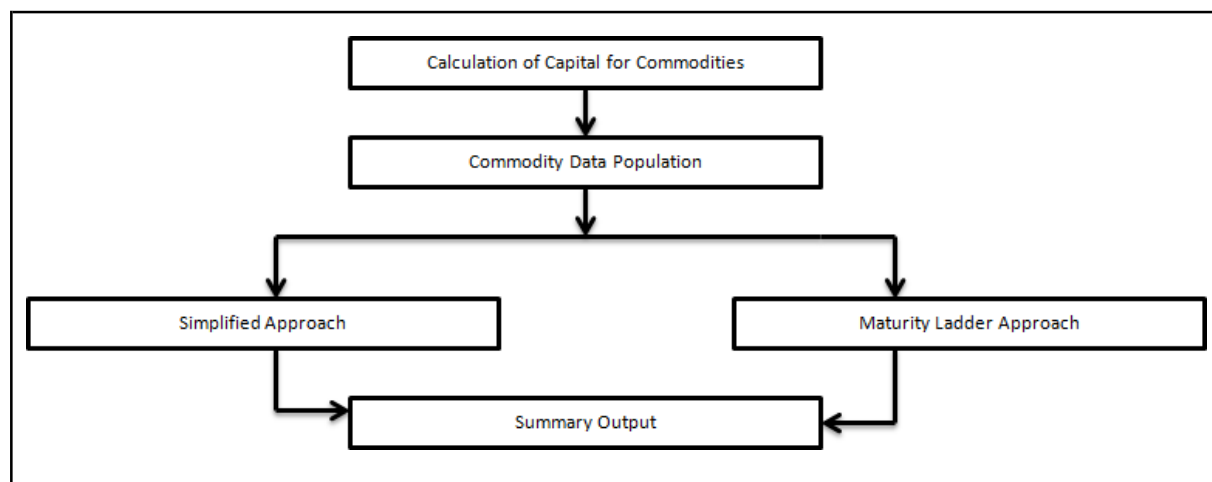 Calculation of Capital for Commodities
Commodity Data Population
Simplified Approach
Maturity Ladder Approach
Summary Output